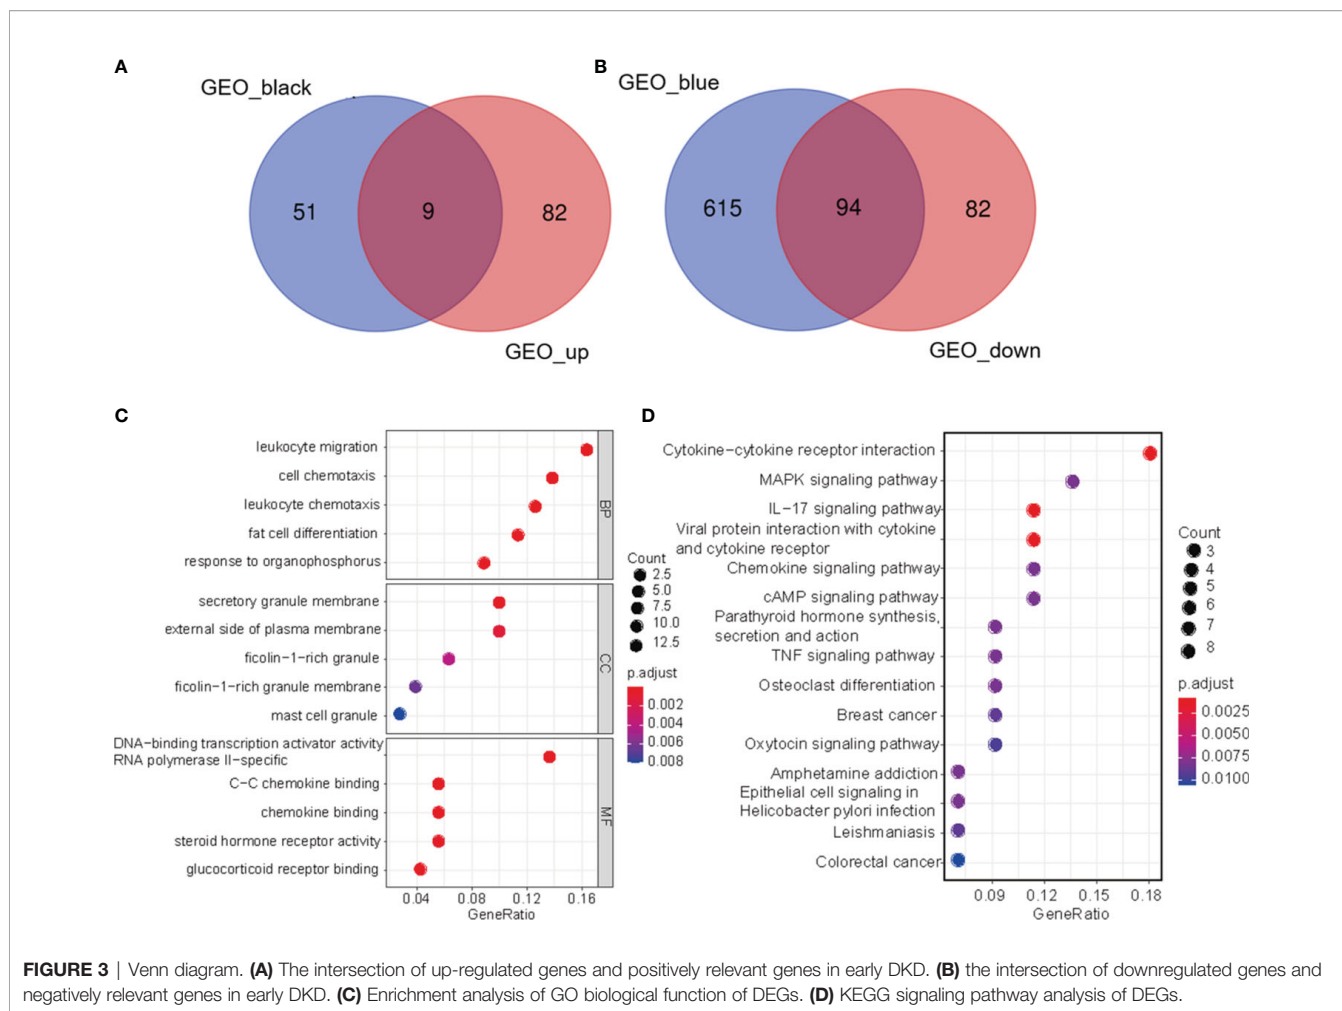 A
GEO_black
51
9
82
GEO_up
B
GEO_blue
615
94
82
GEO_down
C
leukocyte migration
cell chemotaxis
leukocyte chemotaxis
fat cell differentiation
response to organophosphorus
BP
secretory granule membrane
external side of plasma membrane
ficolin−1−rich granule
ficolin−1−rich granule membrane
mast cell granule
CC
DNA−binding transcription activator activity
RNA polymerase II−specific
C−C chemokine binding
chemokine binding
steroid hormone receptor activity
glucocorticoid receptor binding
MF
0.04 0.08 0.12 0.16
GeneRatio
Count
2.5
5.0
7.5
10.0
12.5
p.adjust
0.002
0.004
0.006
0.008
D
Cytokine−cytokine receptor interaction
MAPK signaling pathway
IL−17 signaling pathway
Viral protein interaction with cytokine
and cytokine receptor
Chemokine signaling pathway
cAMP signaling pathway
Parathyroid hormone synthesis,
secretion and action
TNF signaling pathway
Osteoclast differentiation
Breast cancer
Oxytocin signaling pathway
Amphetamine addiction
Epithelial cell signaling in
Helicobacter pylori infection
Leishmaniasis
Colorectal cancer
0.09 0.12 0.15 0.18
GeneRatio
Count
3
4
5
6
7
8
p.adjust
0.0025
0.0050
0.0075
0.0100
FIGURE 3 | Venn diagram. (A) The intersection of up-regulated genes and positively relevant genes in early DKD. (B) the intersection of downregulated genes and
negatively relevant genes in early DKD. (C) Enrichment analysis of GO biological function of DEGs. (D) KEGG signaling pathway analysis of DEGs.